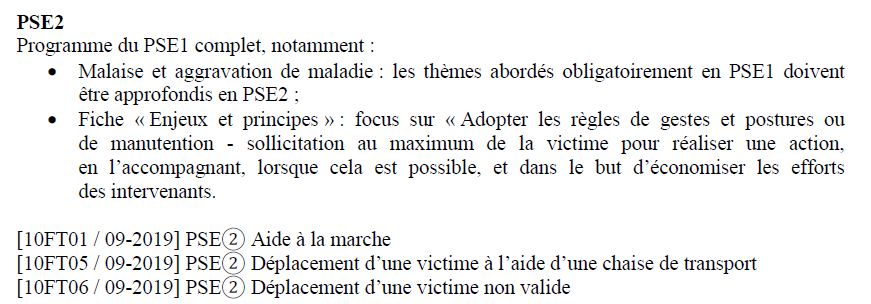 PSE2
Programme du PSE1 complet, notamment :
• Malaise et aggravation de maladie : les thèmes abordés obligatoirement en PSE1 doivent
être approfondis en PSE2 ;
• Fiche « Enjeux et principes » : focus sur « Adopter les règles de gestes et postures ou
de manutention - sollicitation au maximum de la victime pour réaliser une action,
en l’accompagnant, lorsque cela est possible, et dans le but d’économiser les efforts
des intervenants.
[10FT01 / 09-2019] PSE② Aide à la marche
[10FT05 / 09-2019] PSE② Déplacement d’une victime à l’aide d’une chaise de transport
[10FT06 / 09-2019] PSE② Déplacement d’une victime non valide